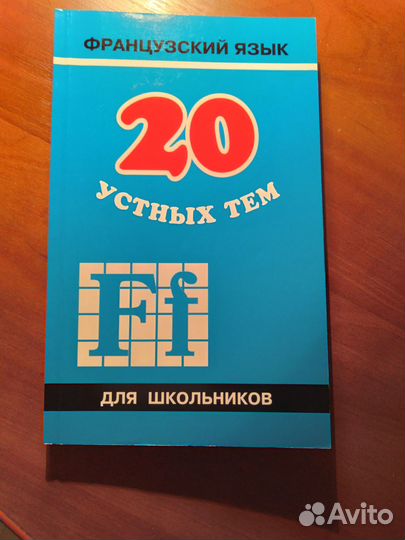 ФРАНЦУЗСКИЙ ЯЗЫК
20
УСТНЫХ ТЕМ
Ff
ДЛЯ ШКОЛЬНИКОВ
Avito